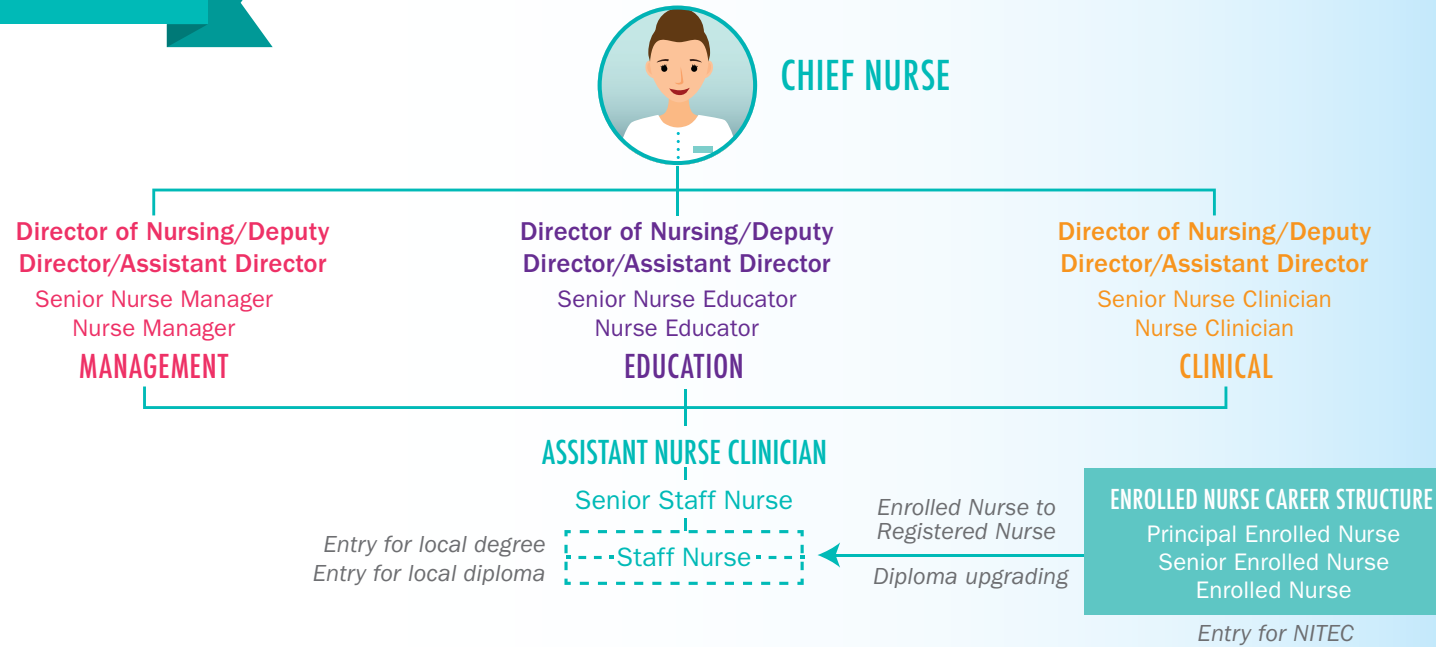 CHIEF NURSE
Director of Nursing/Deputy
Director/Assistant Director
Senior Nurse Manager
Nurse Manager
MANAGEMENT
Director of Nursing/Deputy
Director/Assistant Director
Senior Nurse Educator
Nurse Educator
EDUCATION
Director of Nursing/Deputy
Director/Assistant Director
Senior Nurse Clinician
Nurse Clinician
CLINICAL
ASSISTANT NURSE CLINICIAN
Senior Staff Nurse
Staff Nurse
Entry for local degree
Entry for local diploma
Enrolled Nurse to
Registered Nurse
Diploma upgrading
ENROLLED NURSE CAREER STRUCTURE
Principal Enrolled Nurse
Senior Enrolled Nurse
Enrolled Nurse
Entry for NITEC